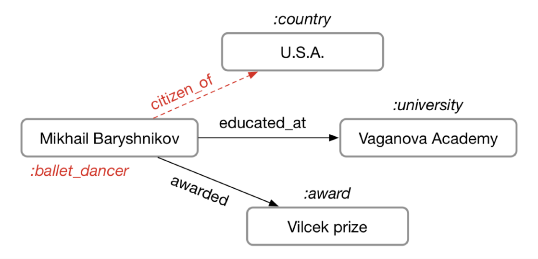 :country
U.S.A.
citizen_of
:university
educated_at
Mikhail Baryshnikov
Vaganova Academy
:ballet_dancer
awarded
:award
Vilcek prize